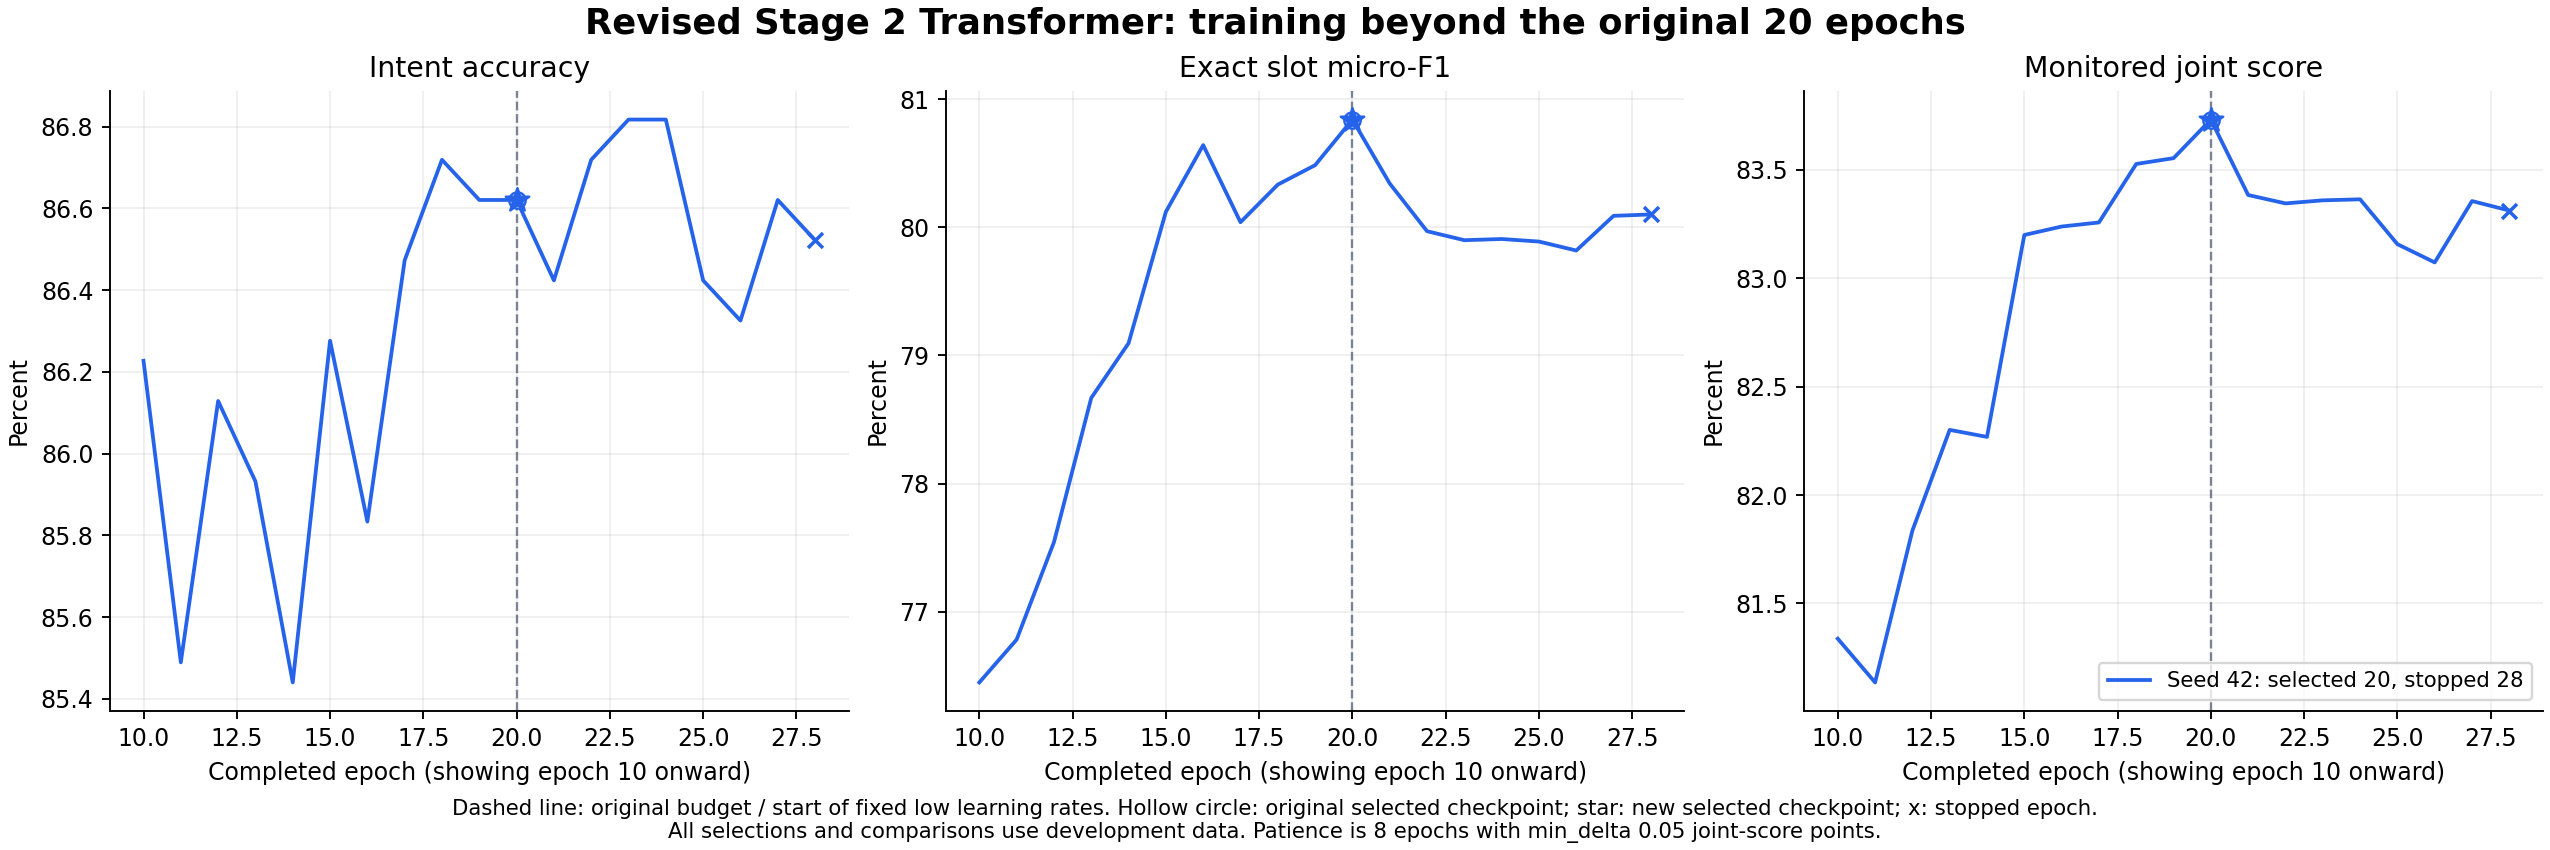 Revised Stage 2 Transformer: training beyond the original 20 epochs
Intent accuracy
Percent
86.8
86.6
86.4
86.2
86.0
85.8
85.6
85.4
10.0 12.5 15.0 17.5 20.0 22.5 25.0 27.5
Completed epoch (showing epoch 10 onward)
Exact slot micro-F1
Percent
81
80
79
78
77
10.0 12.5 15.0 17.5 20.0 22.5 25.0 27.5
Completed epoch (showing epoch 10 onward)
Monitored joint score
Percent
83.5
83.0
82.5
82.0
81.5
Seed 42: selected 20, stopped 28
10.0 12.5 15.0 17.5 20.0 22.5 25.0 27.5
Completed epoch (showing epoch 10 onward)
Dashed line: original budget / start of fixed low learning rates. Hollow circle: original selected checkpoint; star: new selected checkpoint; x: stopped epoch.
All selections and comparisons use development data. Patience is 8 epochs with min_delta 0.05 joint-score points.